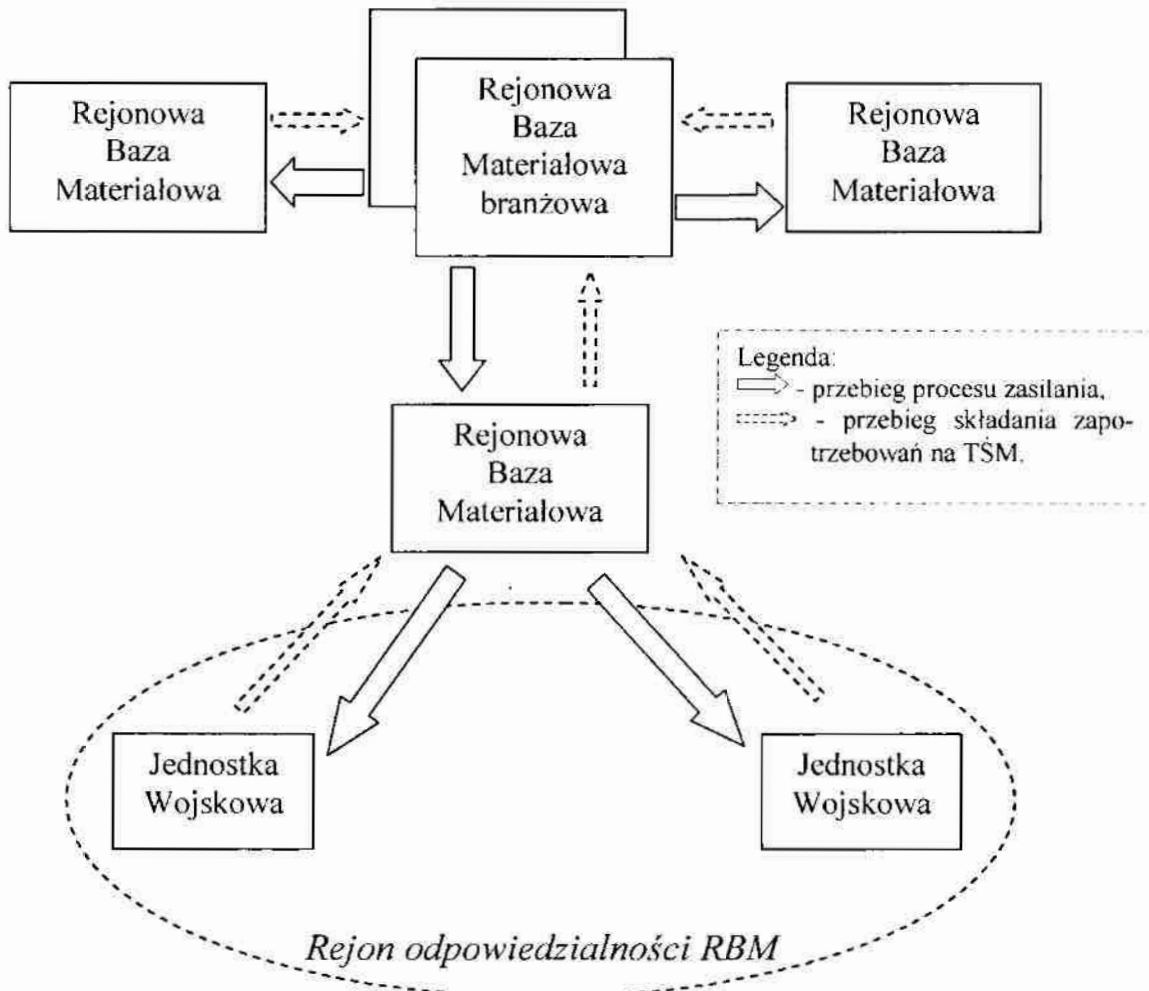 Rejonowa
Baza
Materiałowa
Rejonowa
Baza
Materiałowa
branżowa
Rejonowa
Baza
Materiałowa
Legenda:
- przebieg procesu zasilania,
- przebieg składania zapo-
trzebowań na TŚM.
Rejonowa
Baza
Materiałowa
Jednostka
Wojskowa
Jednostka
Wojskowa
Rejon odpowiedzialności RBM